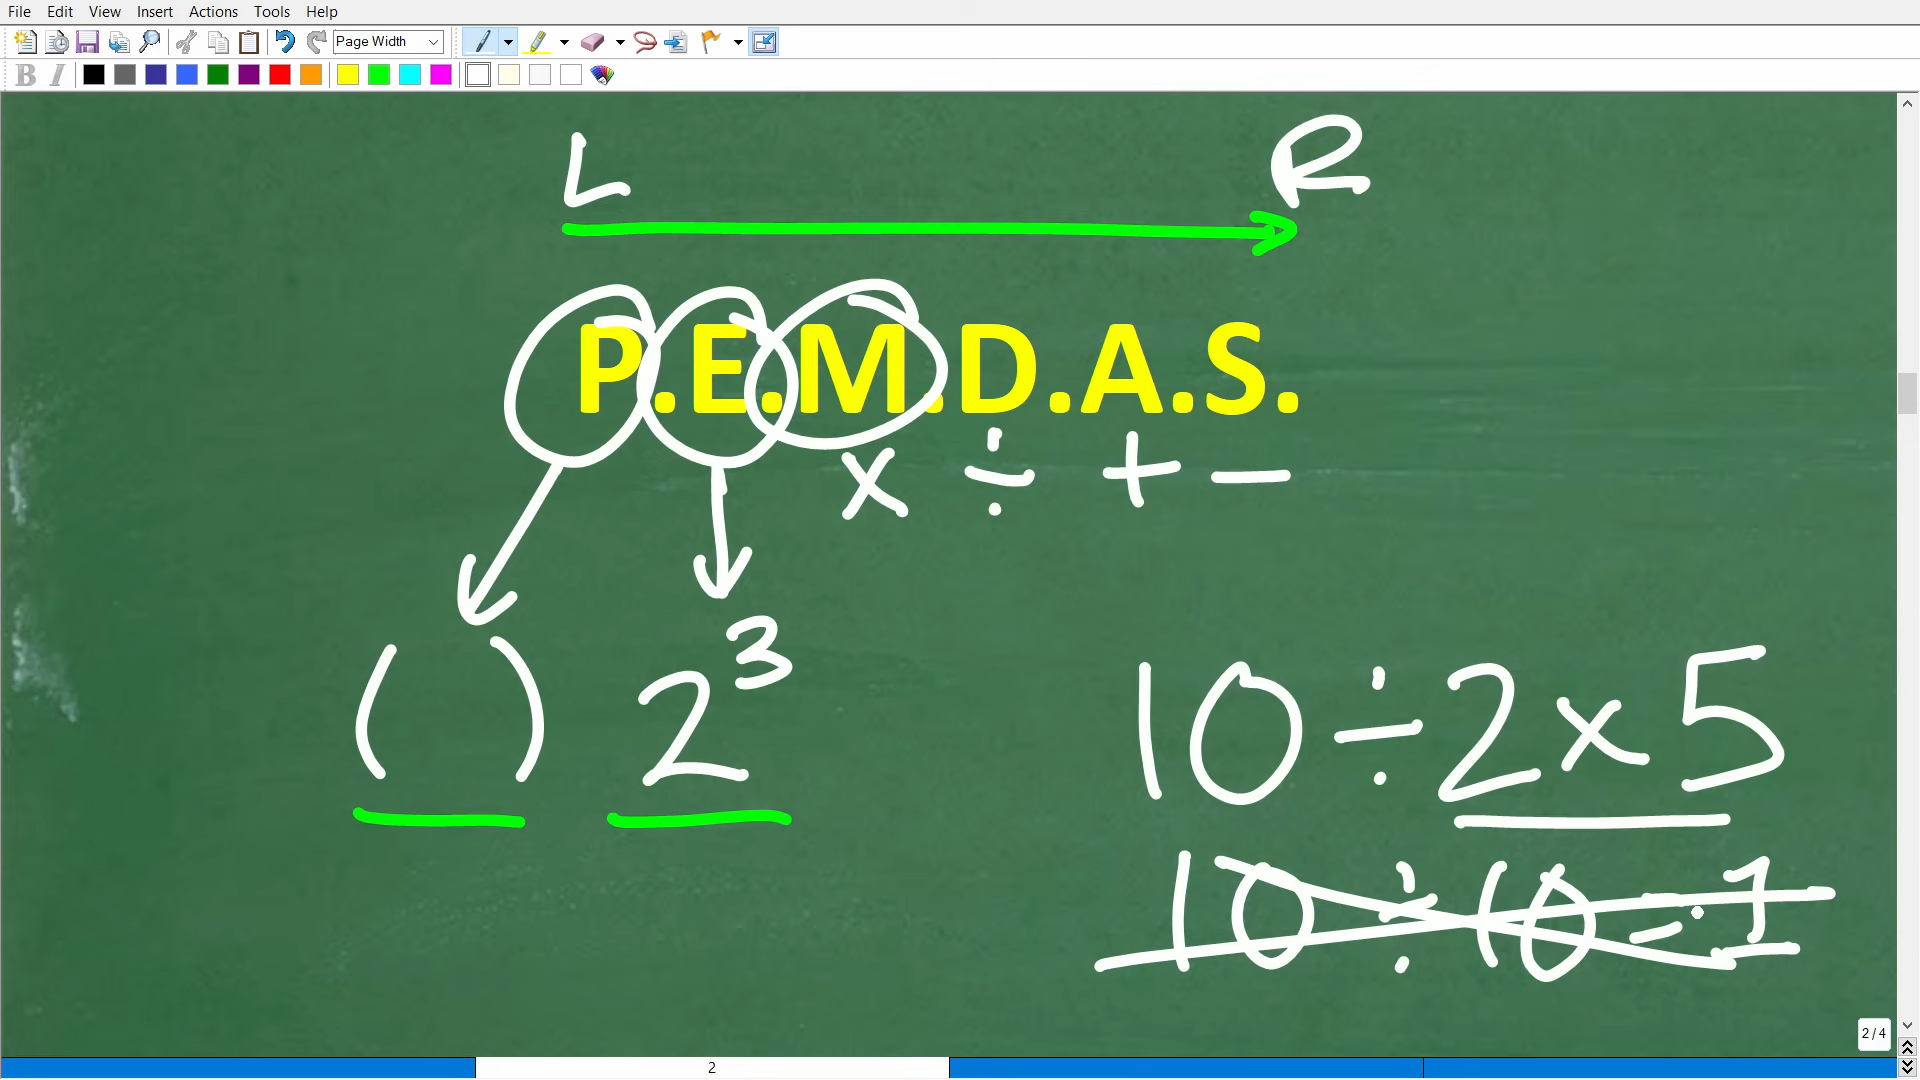 File Edit View Insert Actions Tools Help
Page Width
B I
L R
P.E.M.D.A.S.
x ÷ + −
( ) 2³
10 ÷ 2 x 5
10 ÷ 10 = 1
2 / 4
2